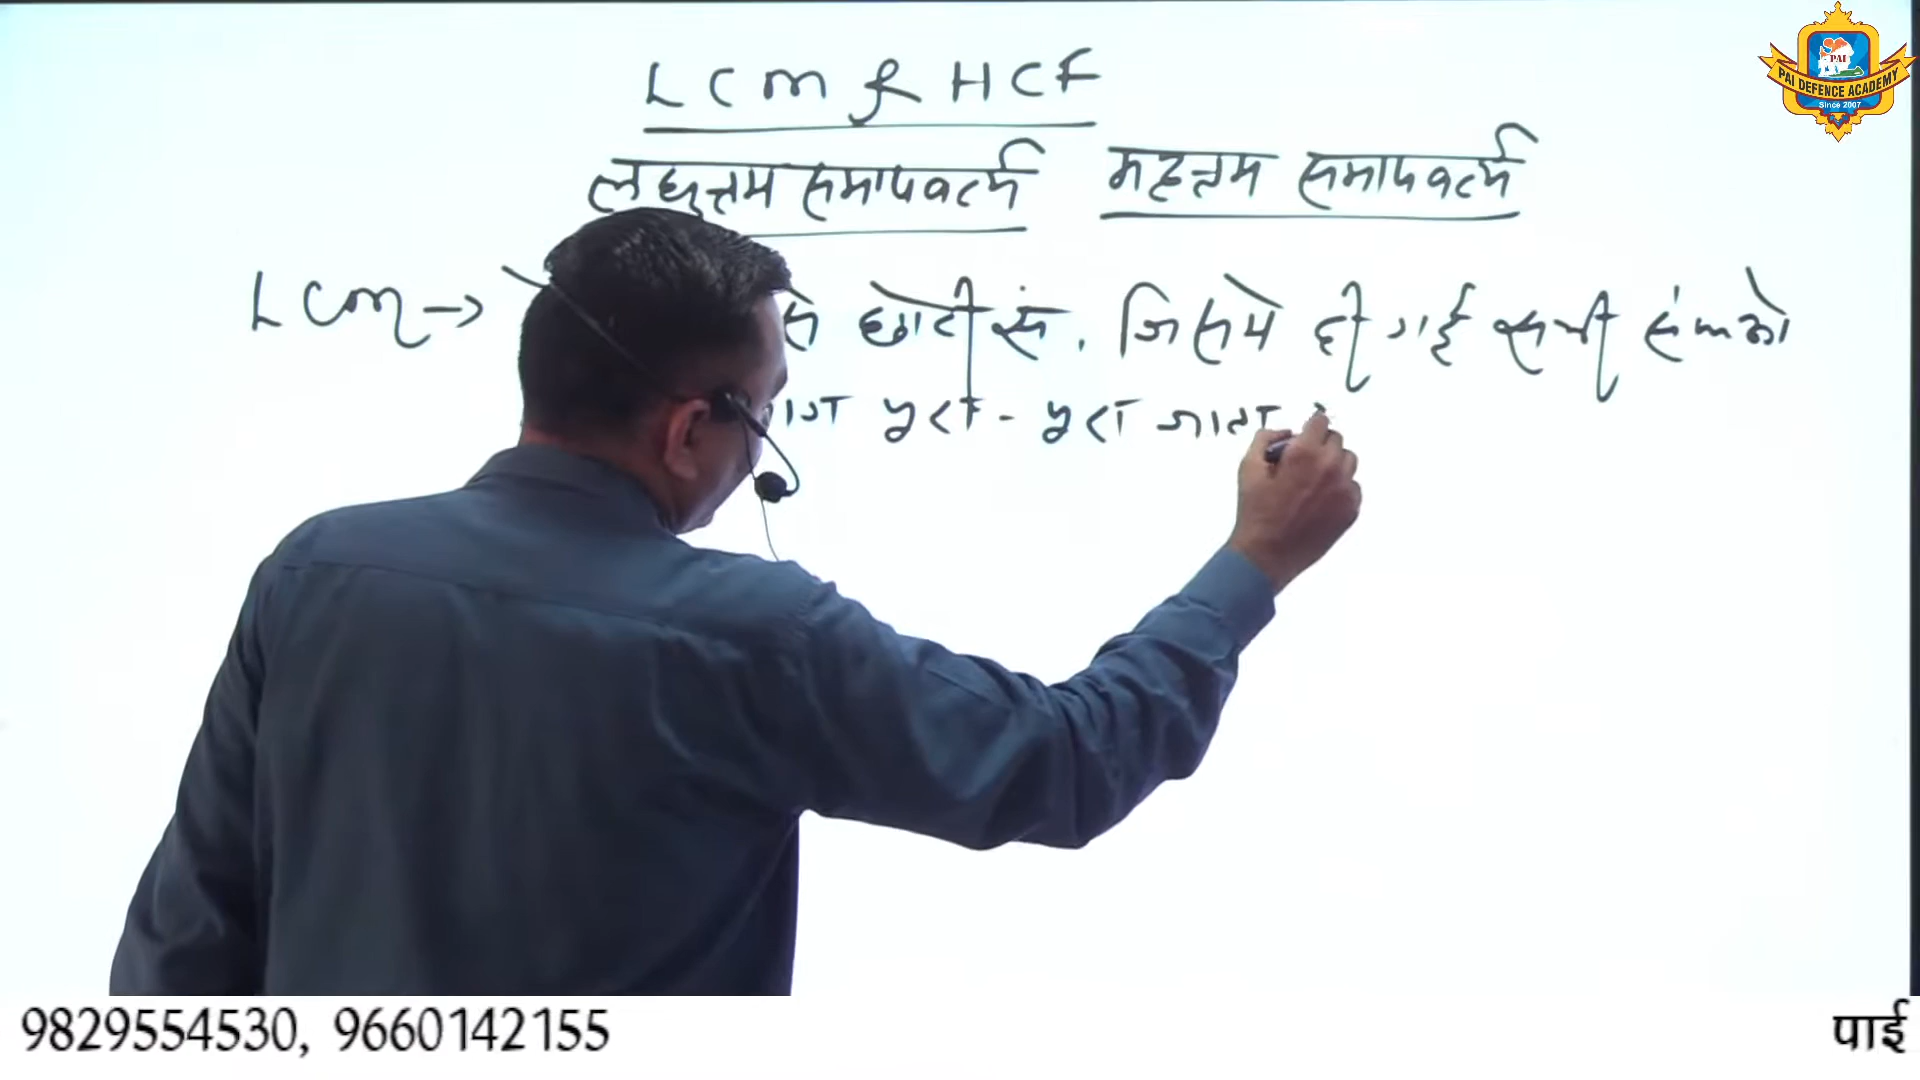 LCM & HCF
लघुत्तम समापवर्त्य महत्तम समापवर्त्य
LCM → से छोटी सं. जिसमे दी गई सभी सं. को
पूरा - पूरा जाता
PAI
PAI DEFENCE ACADEMY
Since 2007
9829554530, 9660142155
पाई